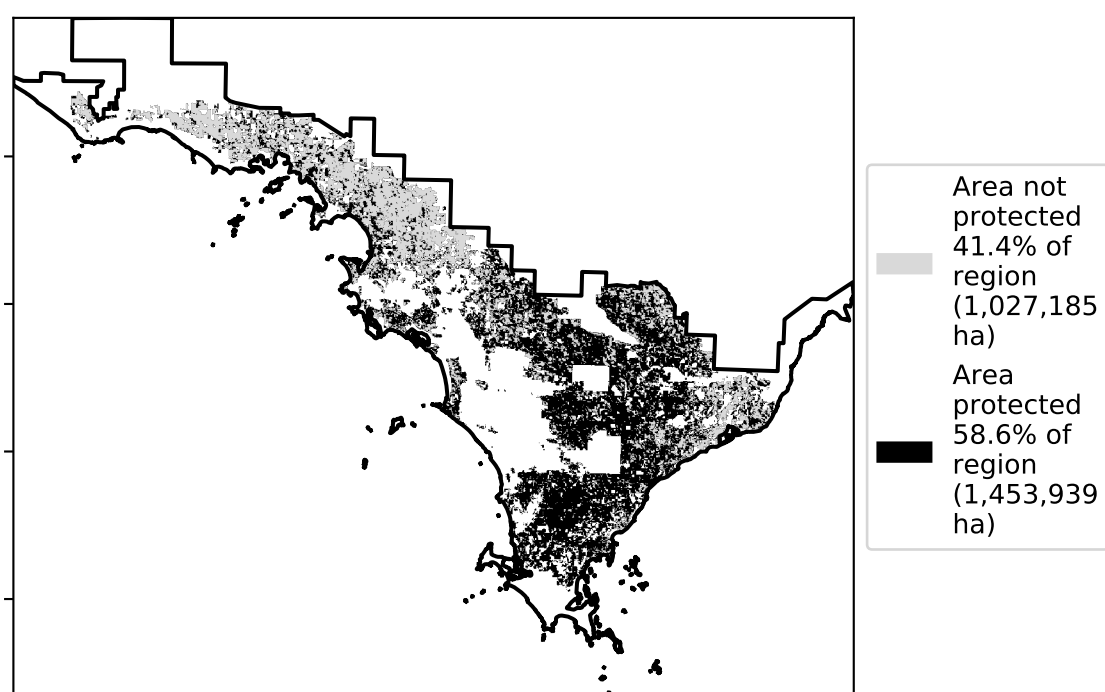 Area not
protected
41.4% of
region
(1,027,185
ha)
Area
protected
58.6% of
region
(1,453,939
ha)